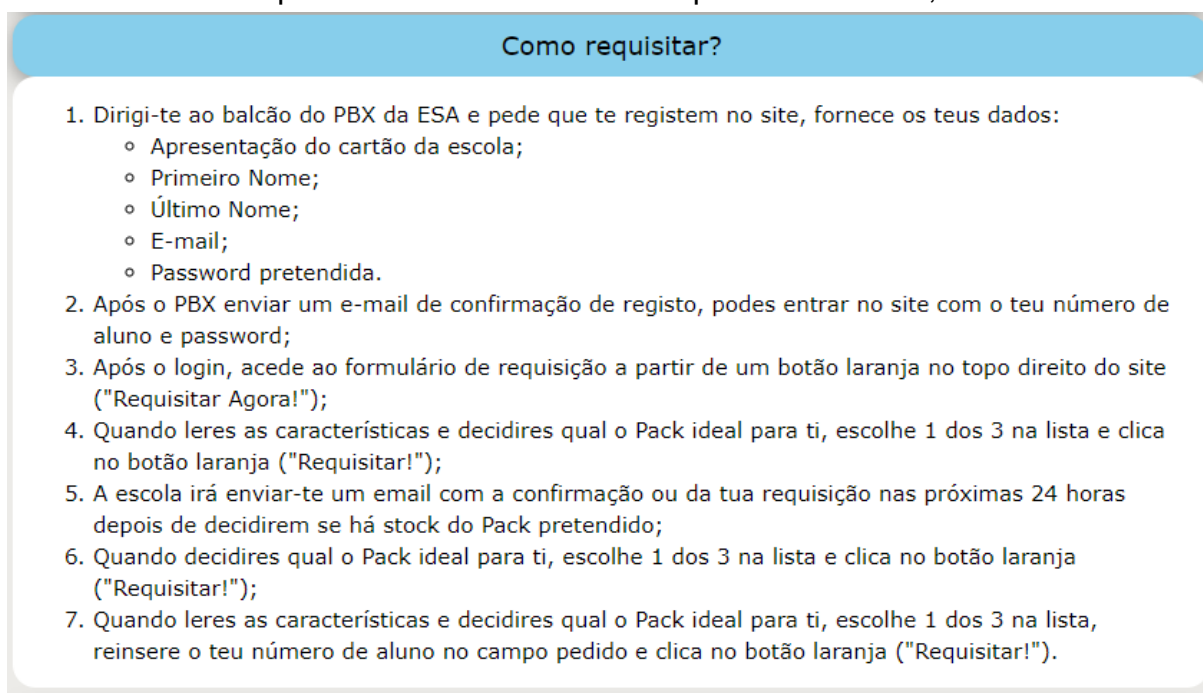 Como requisitar?
1. Dirigi-te ao balcão do PBX da ESA e pede que te registem no site, fornece os teus dados:
Apresentação do cartão da escola;
Primeiro Nome;
Último Nome;
E-mail;
Password pretendida.
2. Após o PBX enviar um e-mail de confirmação de registo, podes entrar no site com o teu número de
aluno e password;
3. Após o login, acede ao formulário de requisição a partir de um botão laranja no topo direito do site
("Requisitar Agora!");
4. Quando leres as características e decidires qual o Pack ideal para ti, escolhe 1 dos 3 na lista e clica
no botão laranja ("Requisitar!");
5. A escola irá enviar-te um email com a confirmação ou da tua requisição nas próximas 24 horas
depois de decidirem se há stock do Pack pretendido;
6. Quando decidires qual o Pack ideal para ti, escolhe 1 dos 3 na lista e clica no botão laranja
("Requisitar!");
7. Quando leres as características e decidires qual o Pack ideal para ti, escolhe 1 dos 3 na lista,
reinsere o teu número de aluno no campo pedido e clica no botão laranja ("Requisitar!").